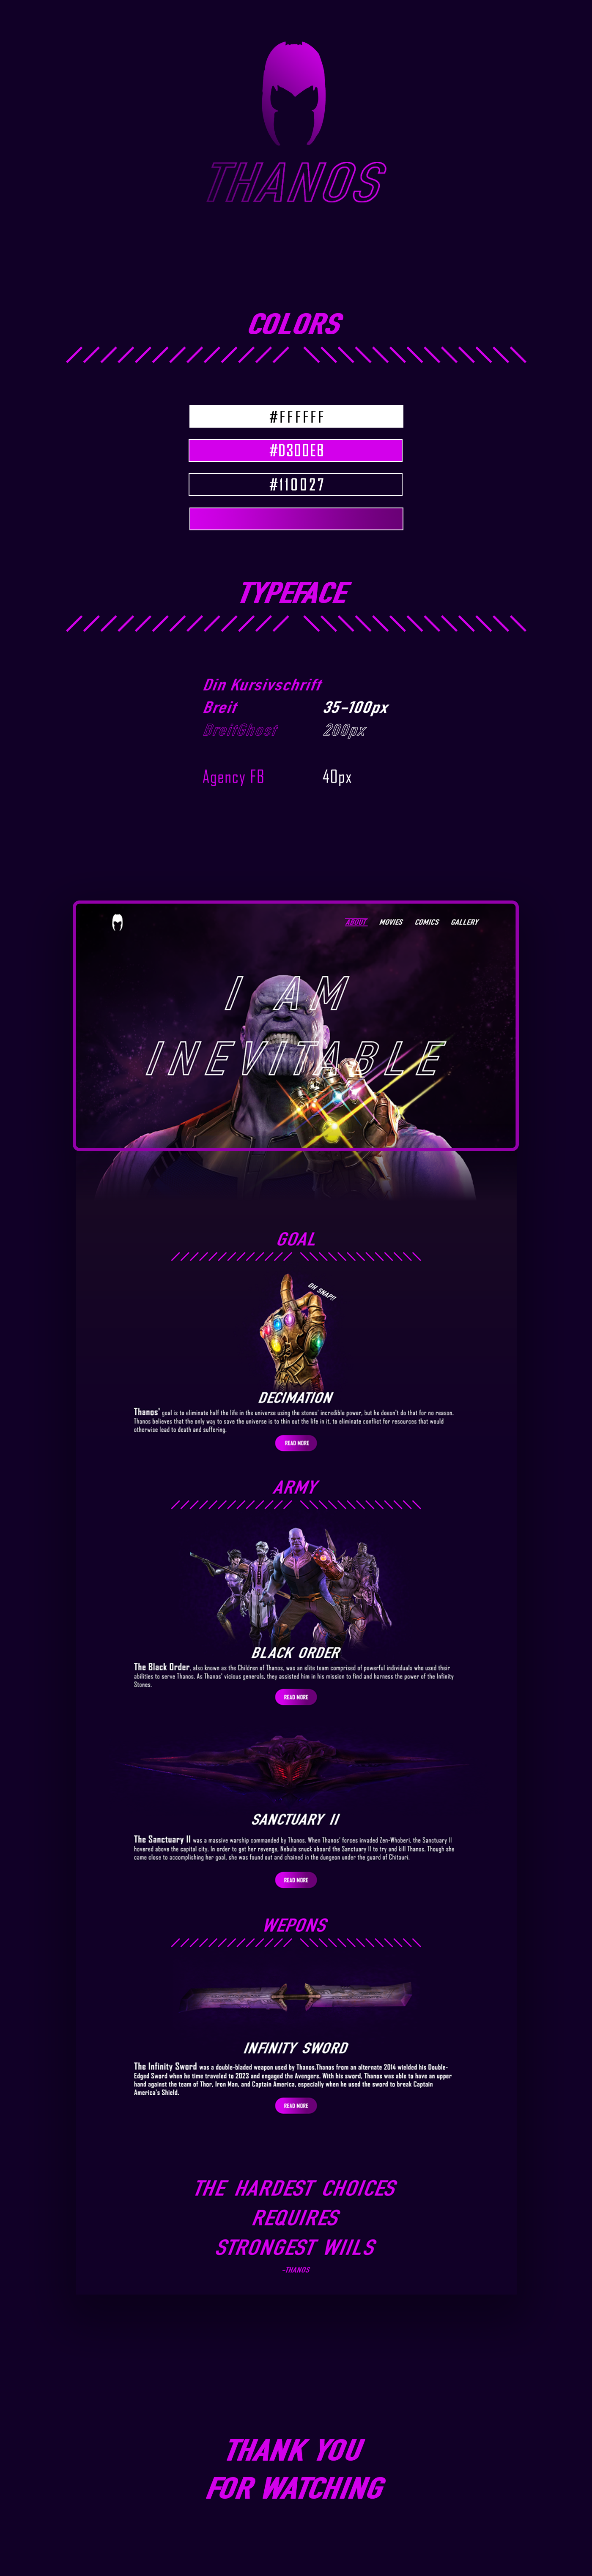 THANOS
COLORS
#FFFFFF
#D300EB
#110027
TYPEFACE
Din Kursivschrift
Breit 35-100px
BreitGhost 200px
Agency FB 40px
ABOUT MOVIES COMICS GALLERY
I AM
INEVITABLE
GOAL
OH SNAP!!
DECIMATION
Thanos' goal is to eliminate half the life in the universe using the stones' incredible power, but he doesn't do that for no reason.
Thanos believes that the only way to save the universe is to thin out the life in it, to eliminate conflict for resources that would
otherwise lead to death and suffering.
READ MORE
ARMY
BLACK ORDER
The Black Order, also known as the Children of Thanos, was an elite team comprised of powerful individuals who used their
abilities to serve Thanos. As Thanos' vicious generals, they assisted him in his mission to find and harness the power of the Infinity
Stones.
READ MORE
SANCTUARY II
The Sanctuary II was a massive warship commanded by Thanos. When Thanos' forces invaded Zen-Whoberi, the Sanctuary II
hovered above the capital city. In order to get her revenge, Nebula snuck aboard the Sanctuary II to try and kill Thanos. Though she
came close to accomplishing her goal, she was found out and chained in the dungeon under the guard of Chitauri.
READ MORE
WEPONS
INFINITY SWORD
The Infinity Sword was a double-bladed weapon used by Thanos.Thanos from an alternate 2014 wielded his Double-
Edged Sword when he time traveled to 2023 and engaged the Avengers. With his sword, Thanos was able to have an upper
hand against the team of Thor, Iron Man, and Captain America, especially when he used the sword to break Captain
America's Shield.
READ MORE
THE HARDEST CHOICES
REQUIRES
STRONGEST WIILS
-THANOS
THANK YOU
FOR WATCHING